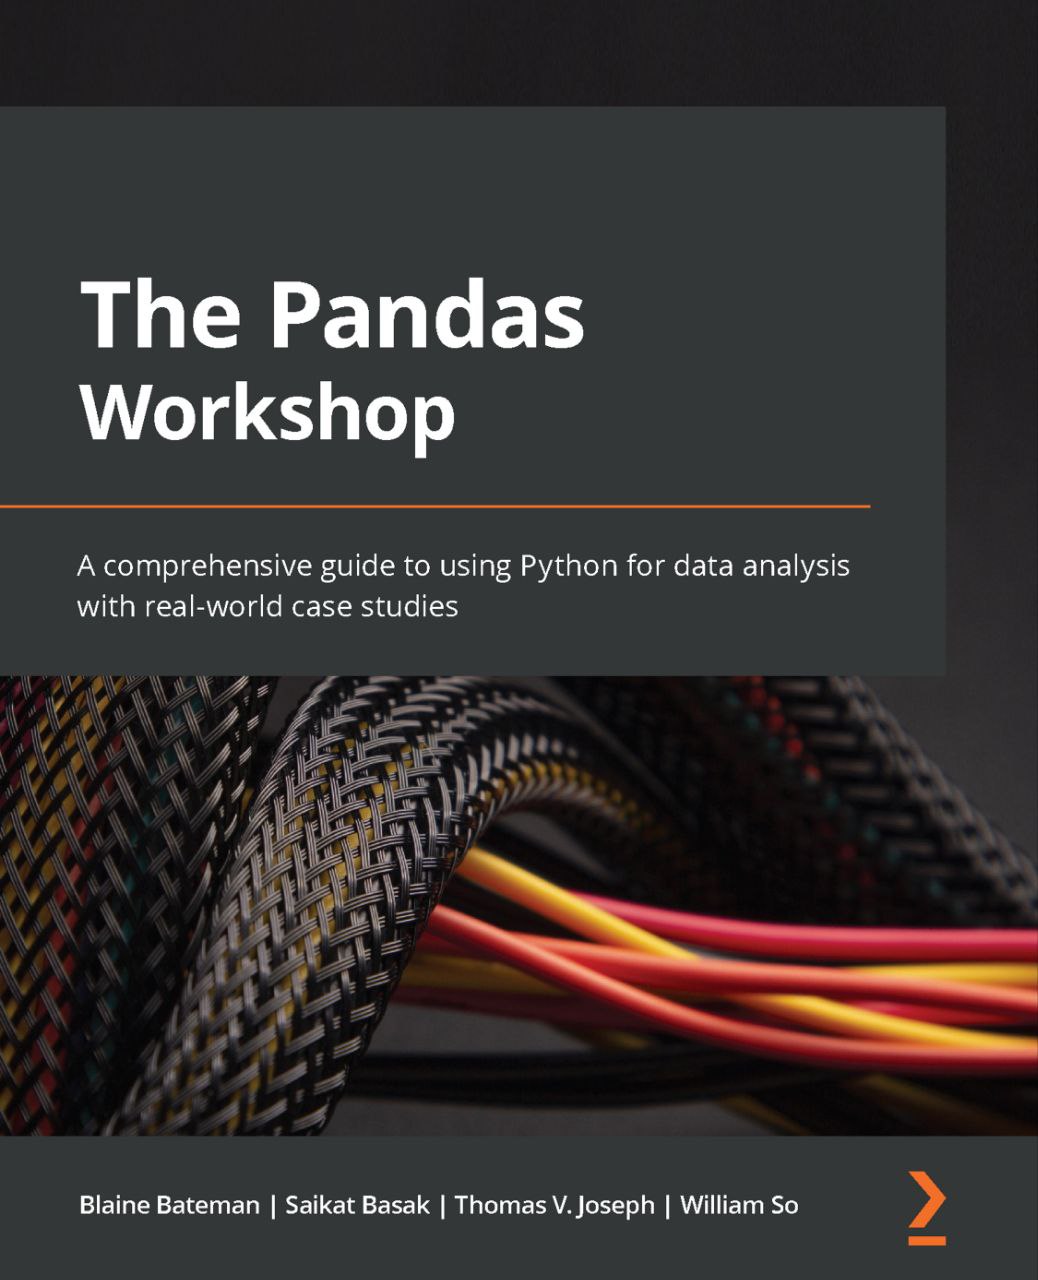 The Pandas
Workshop
A comprehensive guide to using Python for data analysis
with real-world case studies
Blaine Bateman | Saikat Basak | Thomas V. Joseph | William So